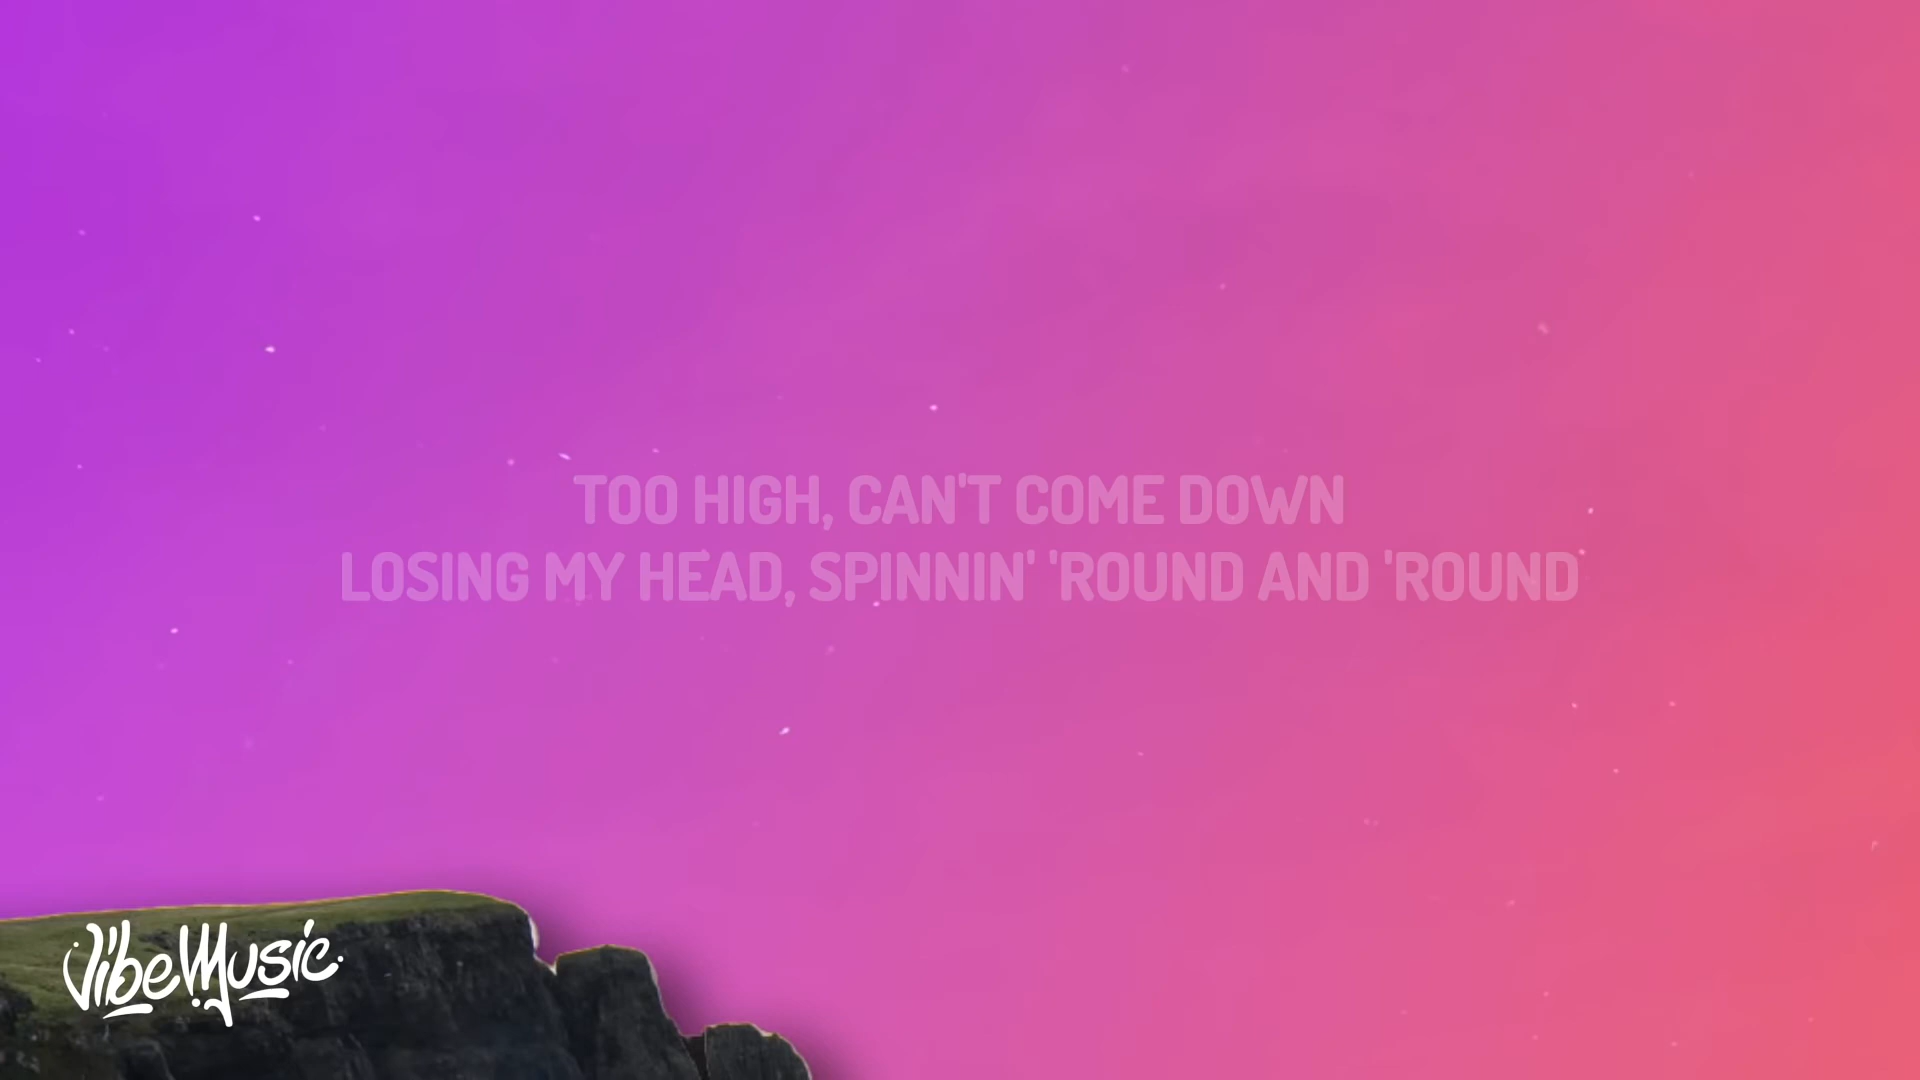 TOO HIGH, CAN'T COME DOWN
LOSING MY HEAD, SPINNIN' 'ROUND AND 'ROUND
VibeMusic